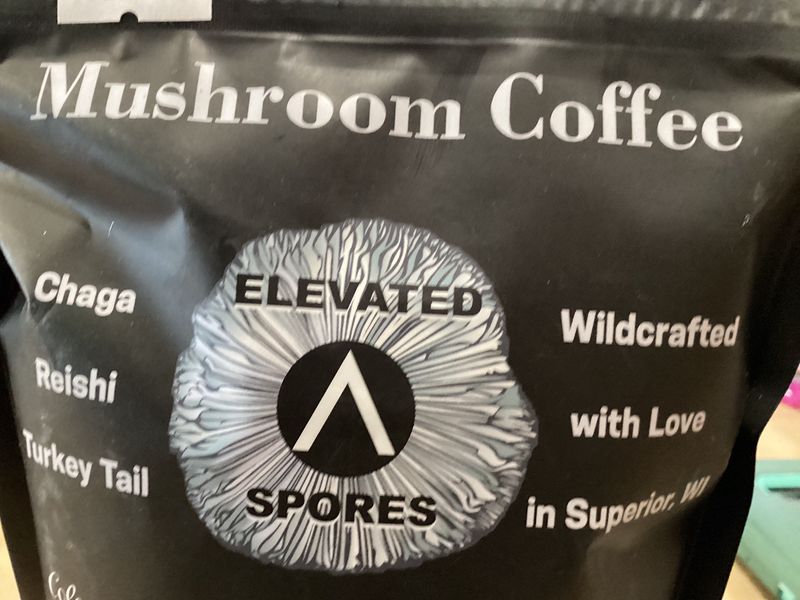 Mushroom Coffee
ELEVATED
SPORES
Chaga
Reishi
Turkey Tail
Wildcrafted
with Love
in Superior, WI